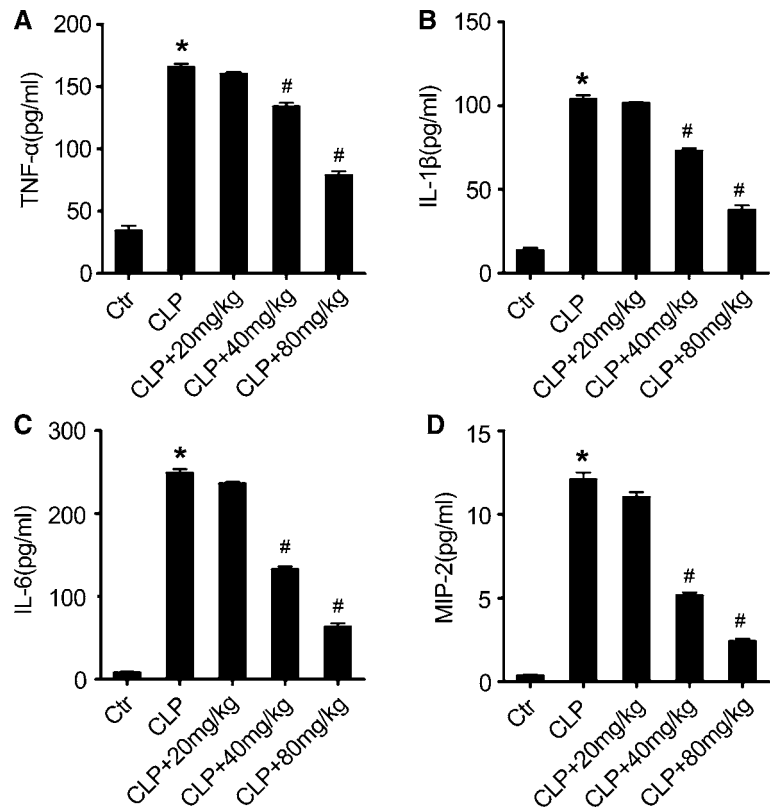 A
TNF-α(pg/ml)
200
150
100
50
0
*
#
#
Ctr
CLP
CLP+20mg/kg
CLP+40mg/kg
CLP+80mg/kg
B
IL-1β(pg/ml)
150
100
50
0
*
#
#
Ctr
CLP
CLP+20mg/kg
CLP+40mg/kg
CLP+80mg/kg
C
IL-6(pg/ml)
300
200
100
0
*
#
#
Ctr
CLP
CLP+20mg/kg
CLP+40mg/kg
CLP+80mg/kg
D
MIP-2(pg/ml)
15
10
5
0
*
#
#
Ctr
CLP
CLP+20mg/kg
CLP+40mg/kg
CLP+80mg/kg